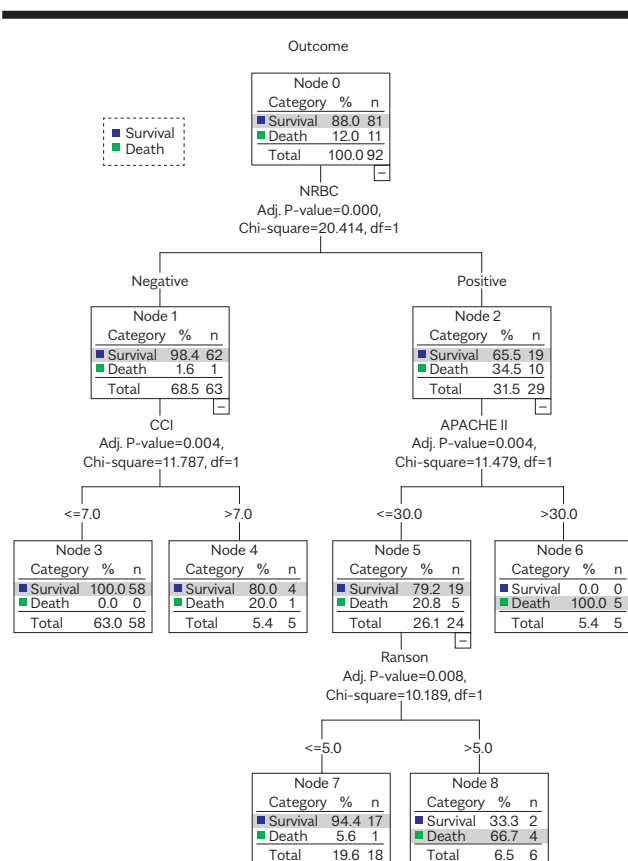 Outcome
Survival
Death
Node 0
Category % n
Survival 88.0 81
Death 12.0 11
Total 100.0 92
NRBC
Adj. P-value=0.000,
Chi-square=20.414, df=1
Negative
Positive
Node 1
Category % n
Survival 98.4 62
Death 1.6 1
Total 68.5 63
Node 2
Category % n
Survival 65.5 19
Death 34.5 10
Total 31.5 29
CCI
Adj. P-value=0.004,
Chi-square=11.787, df=1
APACHE II
Adj. P-value=0.004,
Chi-square=11.479, df=1
<=7.0
>7.0
<=30.0
>30.0
Node 3
Category % n
Survival 100.0 58
Death 0.0 0
Total 63.0 58
Node 4
Category % n
Survival 80.0 4
Death 20.0 1
Total 5.4 5
Node 5
Category % n
Survival 79.2 19
Death 20.8 5
Total 26.1 24
Node 6
Category % n
Survival 0.0 0
Death 100.0 5
Total 5.4 5
Ranson
Adj. P-value=0.008,
Chi-square=10.189, df=1
<=5.0
>5.0
Node 7
Category % n
Survival 94.4 17
Death 5.6 1
Total 19.6 18
Node 8
Category % n
Survival 33.3 2
Death 66.7 4
Total 6.5 6